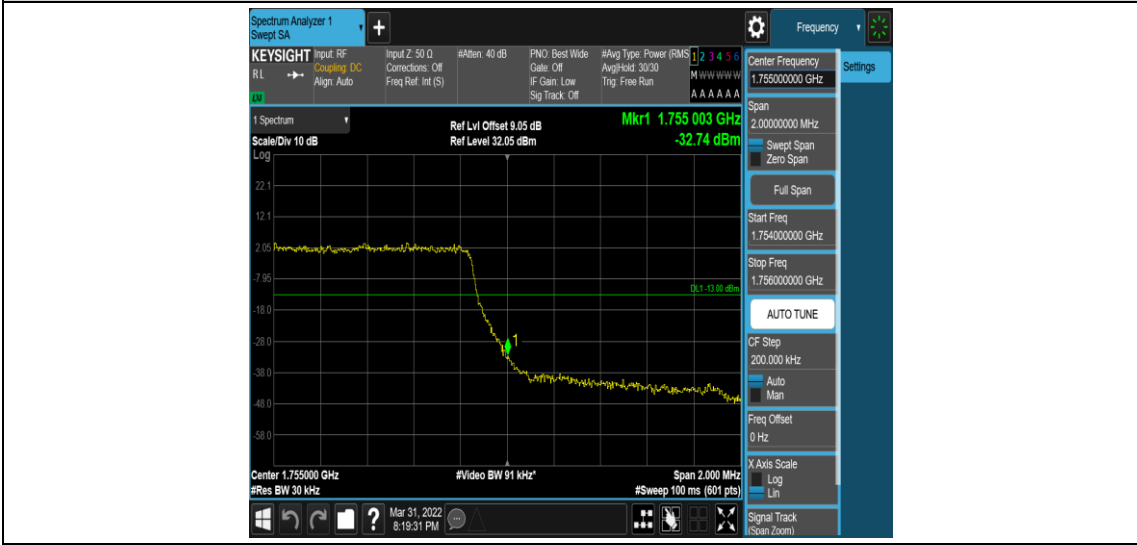 Spectrum Analyzer 1
Swept SA
+
Frequency
KEYSIGHT
RL
Input: RF
Coupling: DC
Align: Auto
Input Z: 50 Ω
Corrections: Off
Freq Ref: Int (S)
#Atten: 40 dB
PNO: Best Wide
Gate: Off
IF Gain: Low
Sig Track: Off
#Avg Type: Power (RMS
Avg|Hold: 30/30
Trig: Free Run
1 2 3 4 5 6
M W W W W W
A A A A A A
1 Spectrum
Scale/Div 10 dB
Ref Lvl Offset 9.05 dB
Ref Level 32.05 dBm
Mkr1 1.755 003 GHz
-32.74 dBm
Log
22.1
12.1
2.05
-7.95
DL1 -13.00 dBm
-18.0
-28.0
1
-38.0
-48.0
-58.0
Center 1.755000 GHz
#Video BW 91 kHz*
Span 2.000 MHz
#Res BW 30 kHz
#Sweep 100 ms (601 pts)
Center Frequency
1.755000000 GHz
Settings
Span
2.00000000 MHz
Swept Span
Zero Span
Full Span
Start Freq
1.754000000 GHz
Stop Freq
1.756000000 GHz
AUTO TUNE
CF Step
200.000 kHz
Auto
Man
Freq Offset
0 Hz
X Axis Scale
Log
Lin
Signal Track
(Span Zoom)
?
Mar 31, 2022
8:19:31 PM